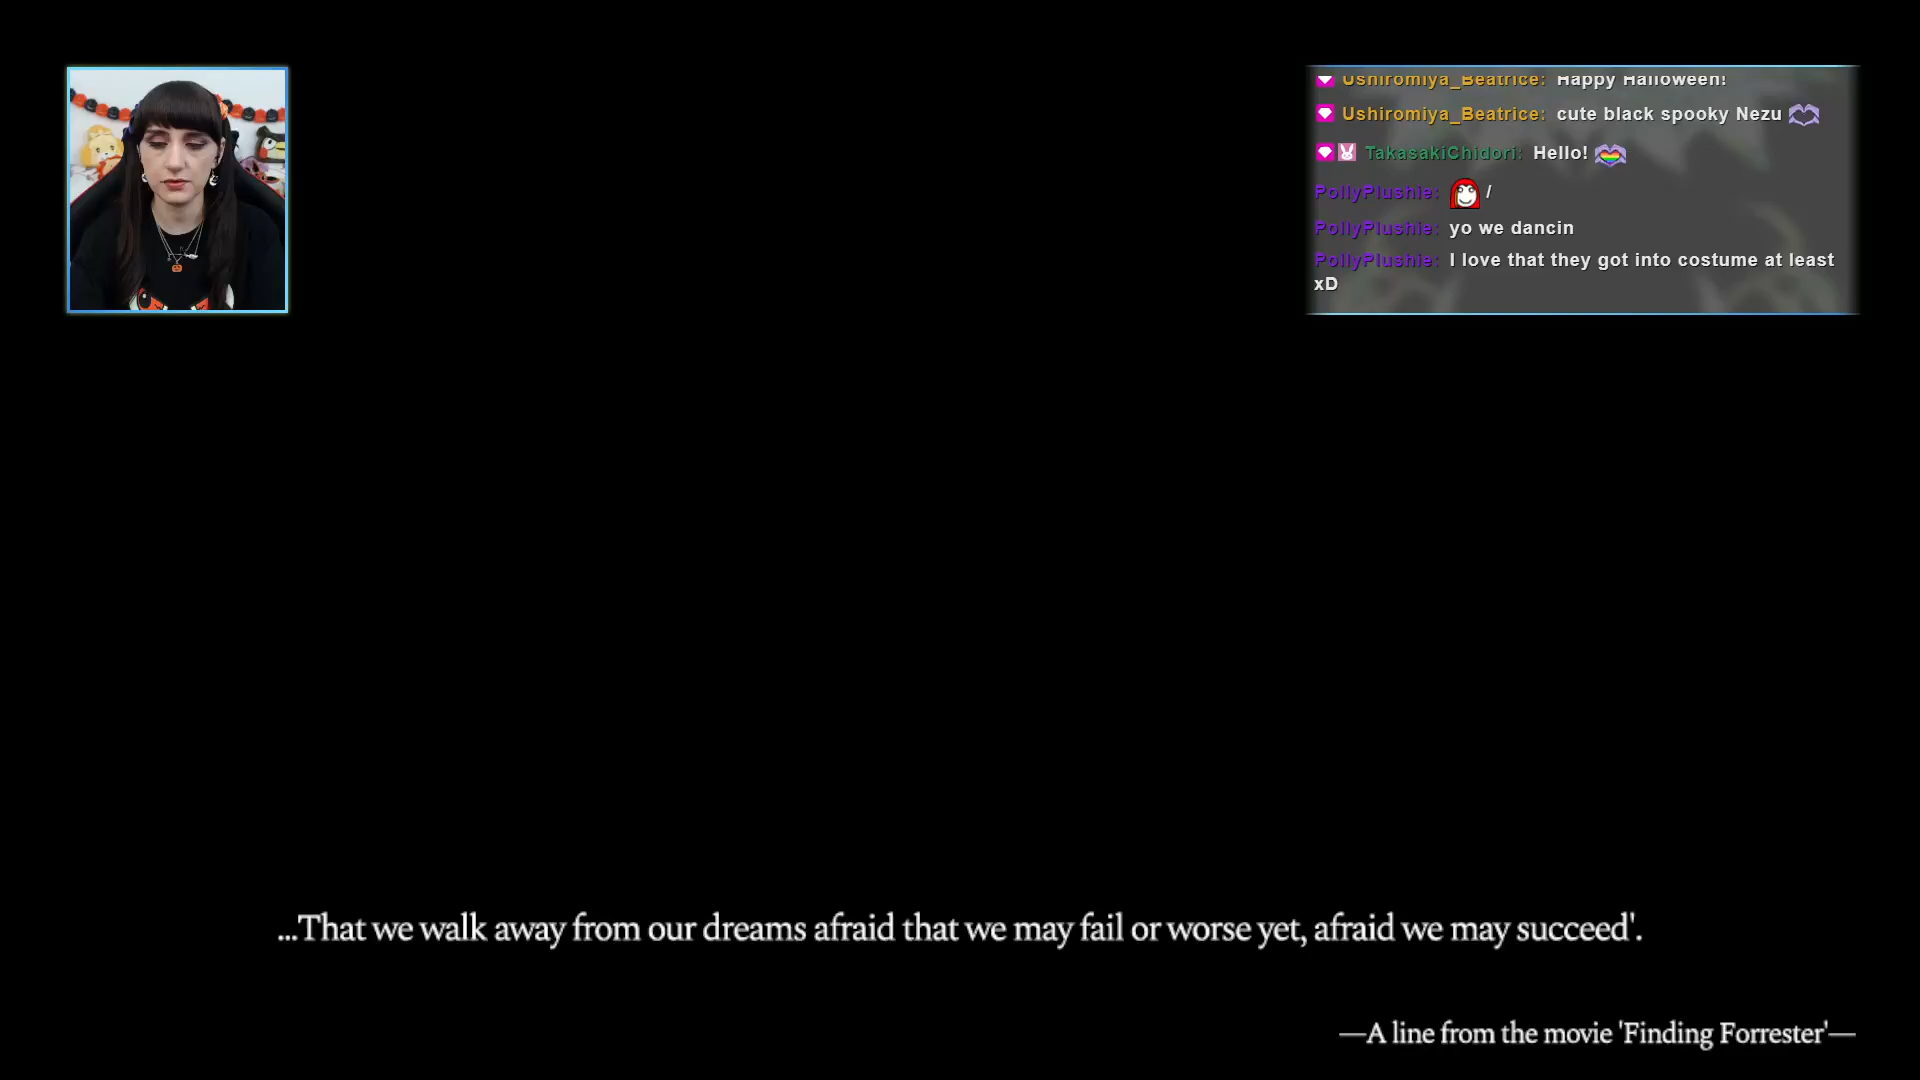 Ushiromiya_Beatrice: Happy Halloween!
Ushiromiya_Beatrice: cute black spooky Nezu
TakasakiChidori: Hello!
PollyPlushie: /
PollyPlushie: yo we dancin
PollyPlushie: I love that they got into costume at least
xD
...That we walk away from our dreams afraid that we may fail or worse yet, afraid we may succeed'.
—A line from the movie 'Finding Forrester'—